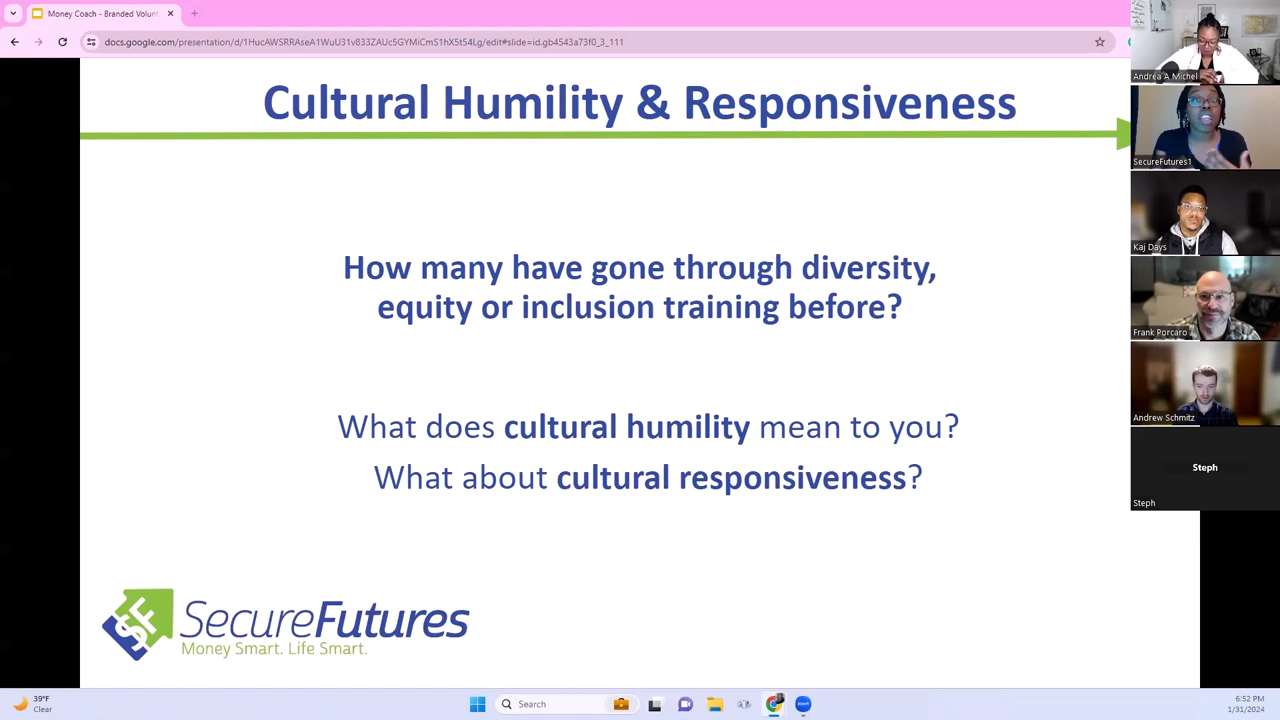 Money Coach - Branded Volunt
docs.google.com/presentation/d/1HucAWSRRAseA1WuU31v833ZAUc5GYMiCmS1hX5t54Lg/edit#slide=id.gb4543a73f0_3_111
Cultural Humility & Responsiveness
How many have gone through diversity,
equity or inclusion training before?
What does cultural humility mean to you?
What about cultural responsiveness?
SF
SecureFutures
Money Smart. Life Smart.
Andrea A Michel
SecureFutures1
Kaj Days
Frank Porcaro
Andrew Schmitz
Steph
Steph
39°F
Clear
Search
zoom
6:52 PM
1/31/2024